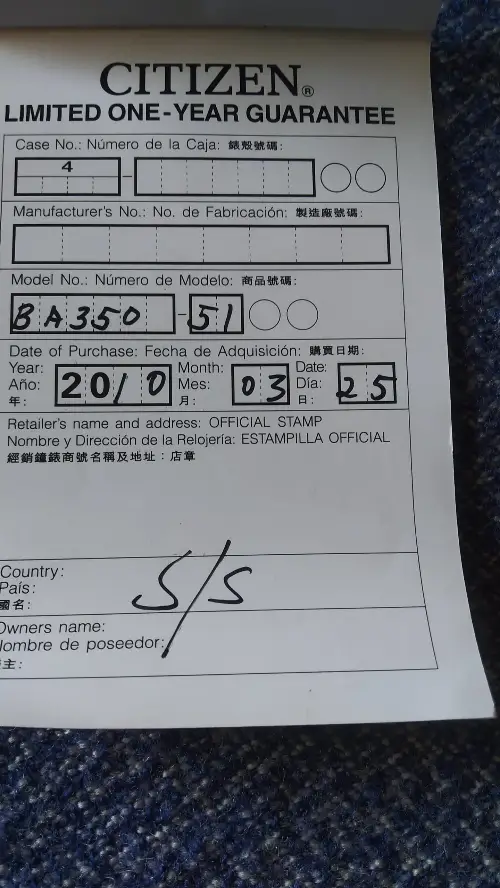 CITIZEN®
LIMITED ONE-YEAR GUARANTEE
Case No.: Número de la Caja: 錶殼號碼:
4 -
Manufacturer's No.: No. de Fabricación: 製造廠號碼:
Model No.: Número de Modelo: 商品號碼:
BA350 - 51
Date of Purchase: Fecha de Adquisición: 購買日期:
Year: Año: 年: 2010 Month: Mes: 月: 03 Date: Día: 日: 25
Retailer's name and address: OFFICIAL STAMP
Nombre y Dirección de la Relojería: ESTAMPILLA OFFICIAL
經銷鐘錶商號名稱及地址：店章
Country:
País:
國名:
S/S
Owners name:
Nombre de poseedor:
主: